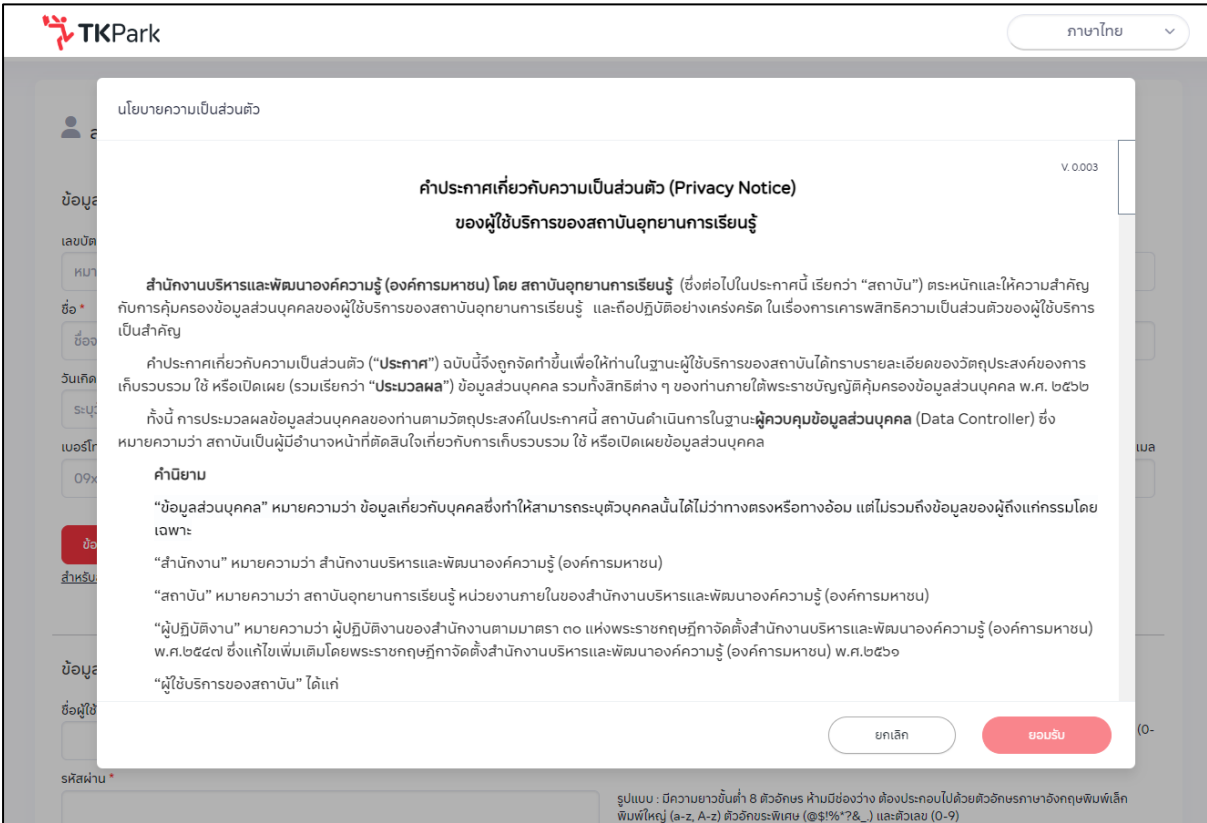 TKPark
ภาษาไทย
นโยบายความเป็นส่วนตัว
V. 0.003
คำประกาศเกี่ยวกับความเป็นส่วนตัว (Privacy Notice)
ของผู้ใช้บริการของสถาบันอุทยานการเรียนรู้
สำนักงานบริหารและพัฒนาองค์ความรู้ (องค์การมหาชน) โดย สถาบันอุทยานการเรียนรู้ (ซึ่งต่อไปในประกาศนี้ เรียกว่า “สถาบัน”) ตระหนักและให้ความสำคัญ
กับการคุ้มครองข้อมูลส่วนบุคคลของผู้ใช้บริการของสถาบันอุทยานการเรียนรู้ และถือปฏิบัติอย่างเคร่งครัด ในเรื่องการเคารพสิทธิความเป็นส่วนตัวของผู้ใช้บริการ
เป็นสำคัญ
คำประกาศเกี่ยวกับความเป็นส่วนตัว (“ประกาศ”) ฉบับนี้จึงถูกจัดทำขึ้นเพื่อให้ท่านในฐานะผู้ใช้บริการของสถาบันได้ทราบรายละเอียดของวัตถุประสงค์ของการ
เก็บรวบรวม ใช้ หรือเปิดเผย (รวมเรียกว่า “ประมวลผล”) ข้อมูลส่วนบุคคล รวมทั้งสิทธิต่าง ๆ ของท่านภายใต้พระราชบัญญัติคุ้มครองข้อมูลส่วนบุคคล พ.ศ. ๒๕๖๒
ทั้งนี้ การประมวลผลข้อมูลส่วนบุคคลของท่านตามวัตถุประสงค์ในประกาศนี้ สถาบันดำเนินการในฐานะผู้ควบคุมข้อมูลส่วนบุคคล (Data Controller) ซึ่ง
หมายความว่า สถาบันเป็นผู้มีอำนาจหน้าที่ตัดสินใจเกี่ยวกับการเก็บรวบรวม ใช้ หรือเปิดเผยข้อมูลส่วนบุคคล
คำนิยาม
“ข้อมูลส่วนบุคคล” หมายความว่า ข้อมูลเกี่ยวกับบุคคลซึ่งทำให้สามารถระบุตัวบุคคลนั้นได้ไม่ว่าทางตรงหรือทางอ้อม แต่ไม่รวมถึงข้อมูลของผู้ถึงแก่กรรมโดย
เฉพาะ
“สำนักงาน” หมายความว่า สำนักงานบริหารและพัฒนาองค์ความรู้ (องค์การมหาชน)
“สถาบัน” หมายความว่า สถาบันอุทยานการเรียนรู้ หน่วยงานภายในของสำนักงานบริหารและพัฒนาองค์ความรู้ (องค์การมหาชน)
“ผู้ปฏิบัติงาน” หมายความว่า ผู้ปฏิบัติงานของสำนักงานตามมาตรา ๓๐ แห่งพระราชกฤษฎีกาจัดตั้งสำนักงานบริหารและพัฒนาองค์ความรู้ (องค์การมหาชน)
พ.ศ.๒๕๔๗ ซึ่งแก้ไขเพิ่มเติมโดยพระราชกฤษฎีกาจัดตั้งสำนักงานบริหารและพัฒนาองค์ความรู้ (องค์การมหาชน) พ.ศ.๒๕๖๑
“ผู้ใช้บริการของสถาบัน” ได้แก่
ยกเลิก
ยอมรับ
ชื่อ *
วันเกิด
09x
(0-
รหัสผ่าน *
รูปแบบ : มีความยาวขั้นต่ำ 8 ตัวอักษร ห้ามมีช่องว่าง ต้องประกอบไปด้วยตัวอักษรภาษาอังกฤษพิมพ์เล็ก
พิมพ์ใหญ่ (a-z, A-z) ตัวอักขระพิเศษ (@$!%*?&_.) และตัวเลข (0-9)